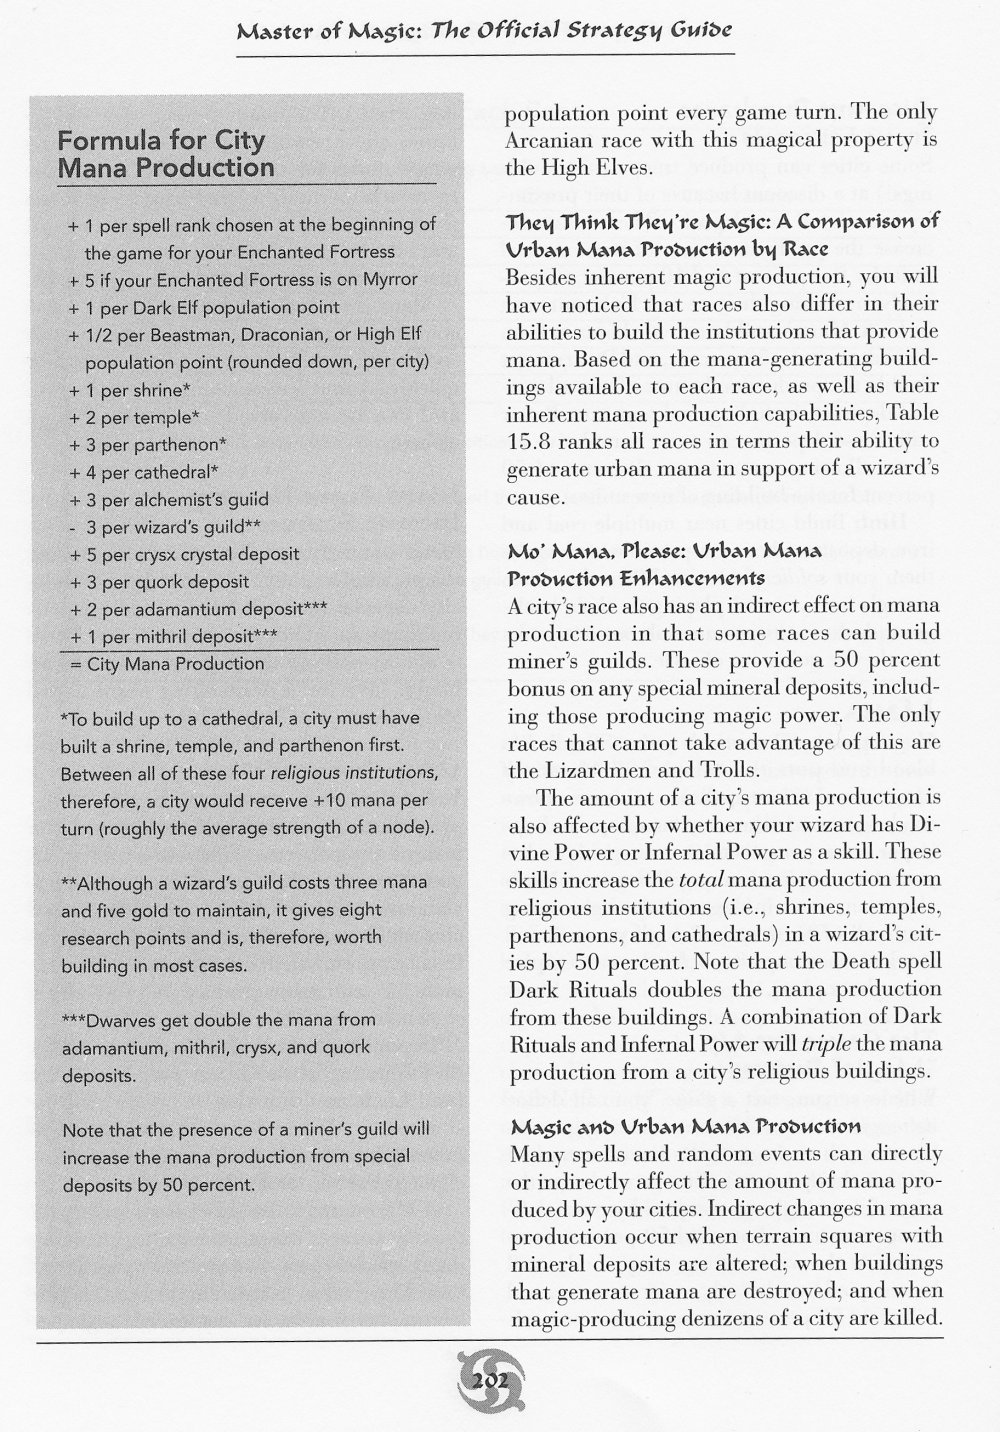 Master of Magic: The Official Strategy Guide
Formula for City
Mana Production
+ 1 per spell rank chosen at the beginning of
the game for your Enchanted Fortress
+ 5 if your Enchanted Fortress is on Myrror
+ 1 per Dark Elf population point
+ 1/2 per Beastman, Draconian, or High Elf
population point (rounded down, per city)
+ 1 per shrine*
+ 2 per temple*
+ 3 per parthenon*
+ 4 per cathedral*
+ 3 per alchemist's guild
- 3 per wizard's guild**
+ 5 per crysx crystal deposit
+ 3 per quork deposit
+ 2 per adamantium deposit***
+ 1 per mithril deposit***
= City Mana Production
*To build up to a cathedral, a city must have
built a shrine, temple, and parthenon first.
Between all of these four religious institutions,
therefore, a city would receive +10 mana per
turn (roughly the average strength of a node).
**Although a wizard's guild costs three mana
and five gold to maintain, it gives eight
research points and is, therefore, worth
building in most cases.
***Dwarves get double the mana from
adamantium, mithril, crysx, and quork
deposits.
Note that the presence of a miner's guild will
increase the mana production from special
deposits by 50 percent.
population point every game turn. The only
Arcanian race with this magical property is
the High Elves.
They Think They're Magic: A Comparison of
Urban Mana Production by Race
Besides inherent magic production, you will
have noticed that races also differ in their
abilities to build the institutions that provide
mana. Based on the mana-generating build-
ings available to each race, as well as their
inherent mana production capabilities, Table
15.8 ranks all races in terms their ability to
generate urban mana in support of a wizard's
cause.
Mo' Mana, Please: Urban Mana
Production Enhancements
A city's race also has an indirect effect on mana
production in that some races can build
miner's guilds. These provide a 50 percent
bonus on any special mineral deposits, includ-
ing those producing magic power. The only
races that cannot take advantage of this are
the Lizardmen and Trolls.
The amount of a city's mana production is
also affected by whether your wizard has Di-
vine Power or Infernal Power as a skill. These
skills increase the total mana production from
religious institutions (i.e., shrines, temples,
parthenons, and cathedrals) in a wizard's cit-
ies by 50 percent. Note that the Death spell
Dark Rituals doubles the mana production
from these buildings. A combination of Dark
Rituals and Infernal Power will triple the mana
production from a city's religious buildings.
Magic and Urban Mana Production
Many spells and random events can directly
or indirectly affect the amount of mana pro-
duced by your cities. Indirect changes in mana
production occur when terrain squares with
mineral deposits are altered; when buildings
that generate mana are destroyed; and when
magic-producing denizens of a city are killed.
202